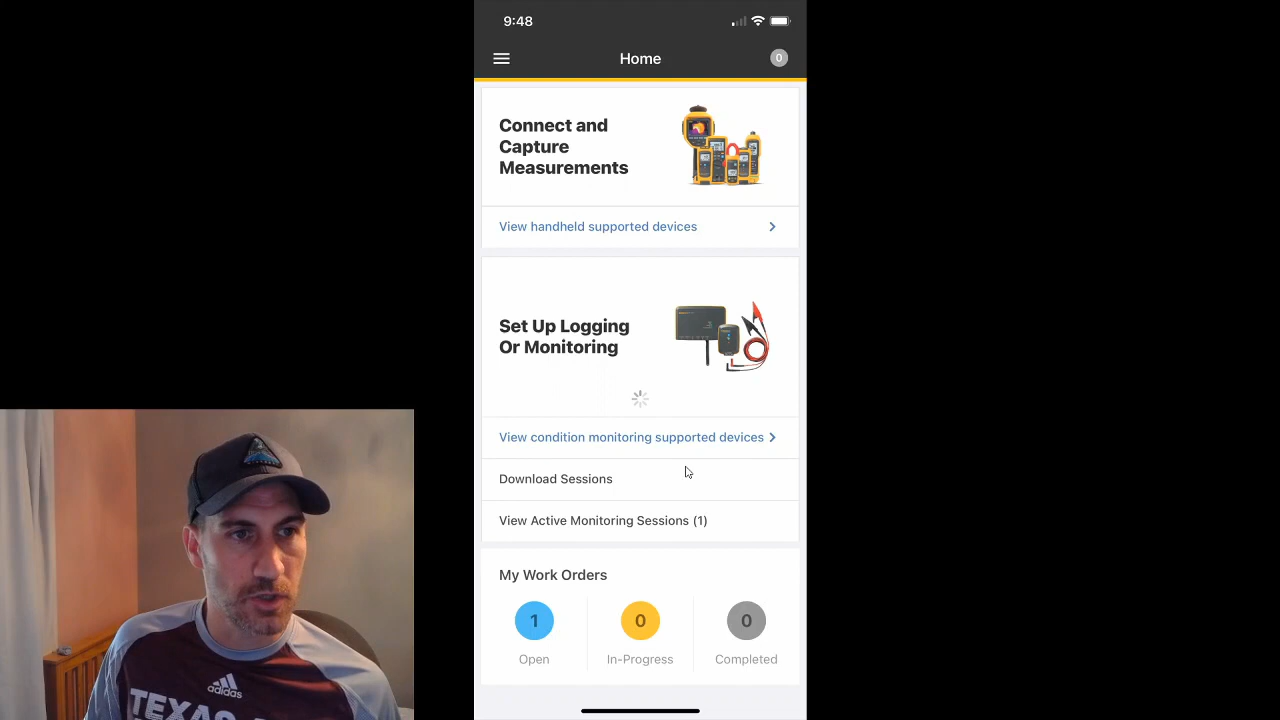 9:48
Home
0
Connect and
Capture
Measurements
View handheld supported devices
Set Up Logging
Or Monitoring
View condition monitoring supported devices
Download Sessions
View Active Monitoring Sessions (1)
My Work Orders
1
0
0
Open
In-Progress
Completed
adidas
TEXAS